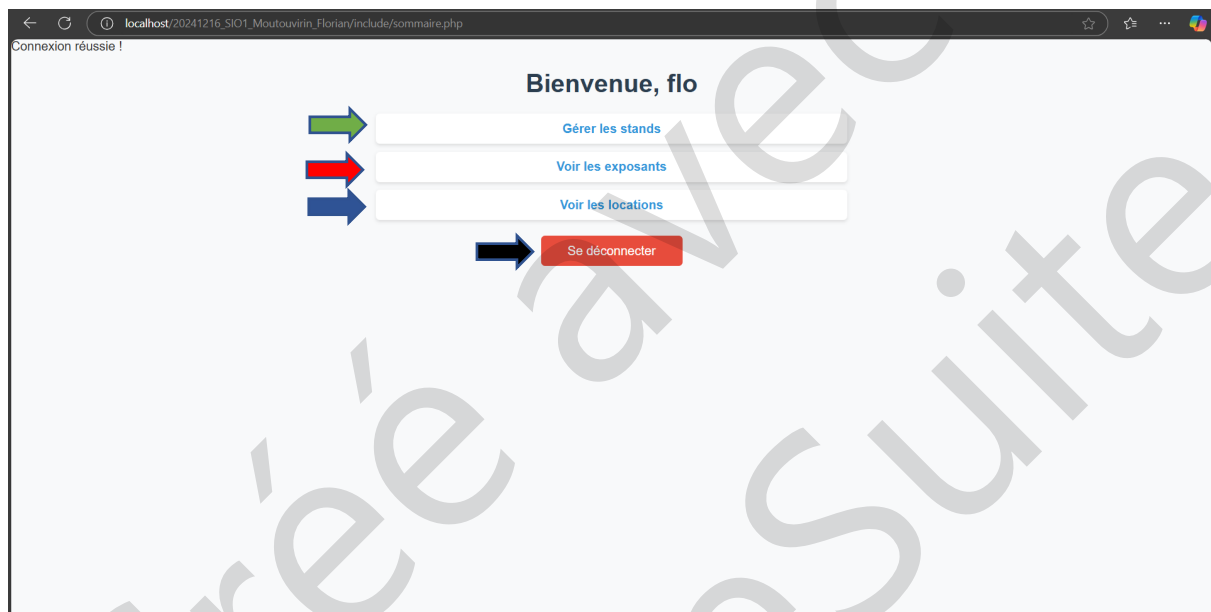 localhost/20241216_SIO1_Moutouvirin_Florian/include/sommaire.php
Connexion réussie !
Bienvenue, flo
Gérer les stands
Voir les exposants
Voir les locations
Se déconnecter